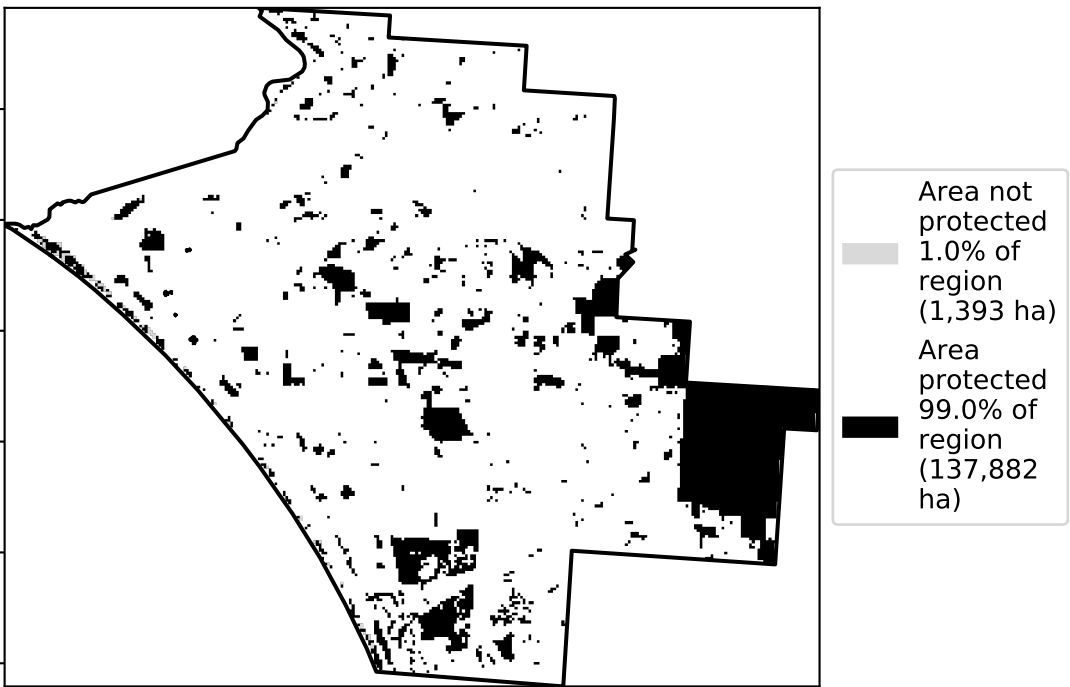 Area not
protected
1.0% of
region
(1,393 ha)
Area
protected
99.0% of
region
(137,882
ha)